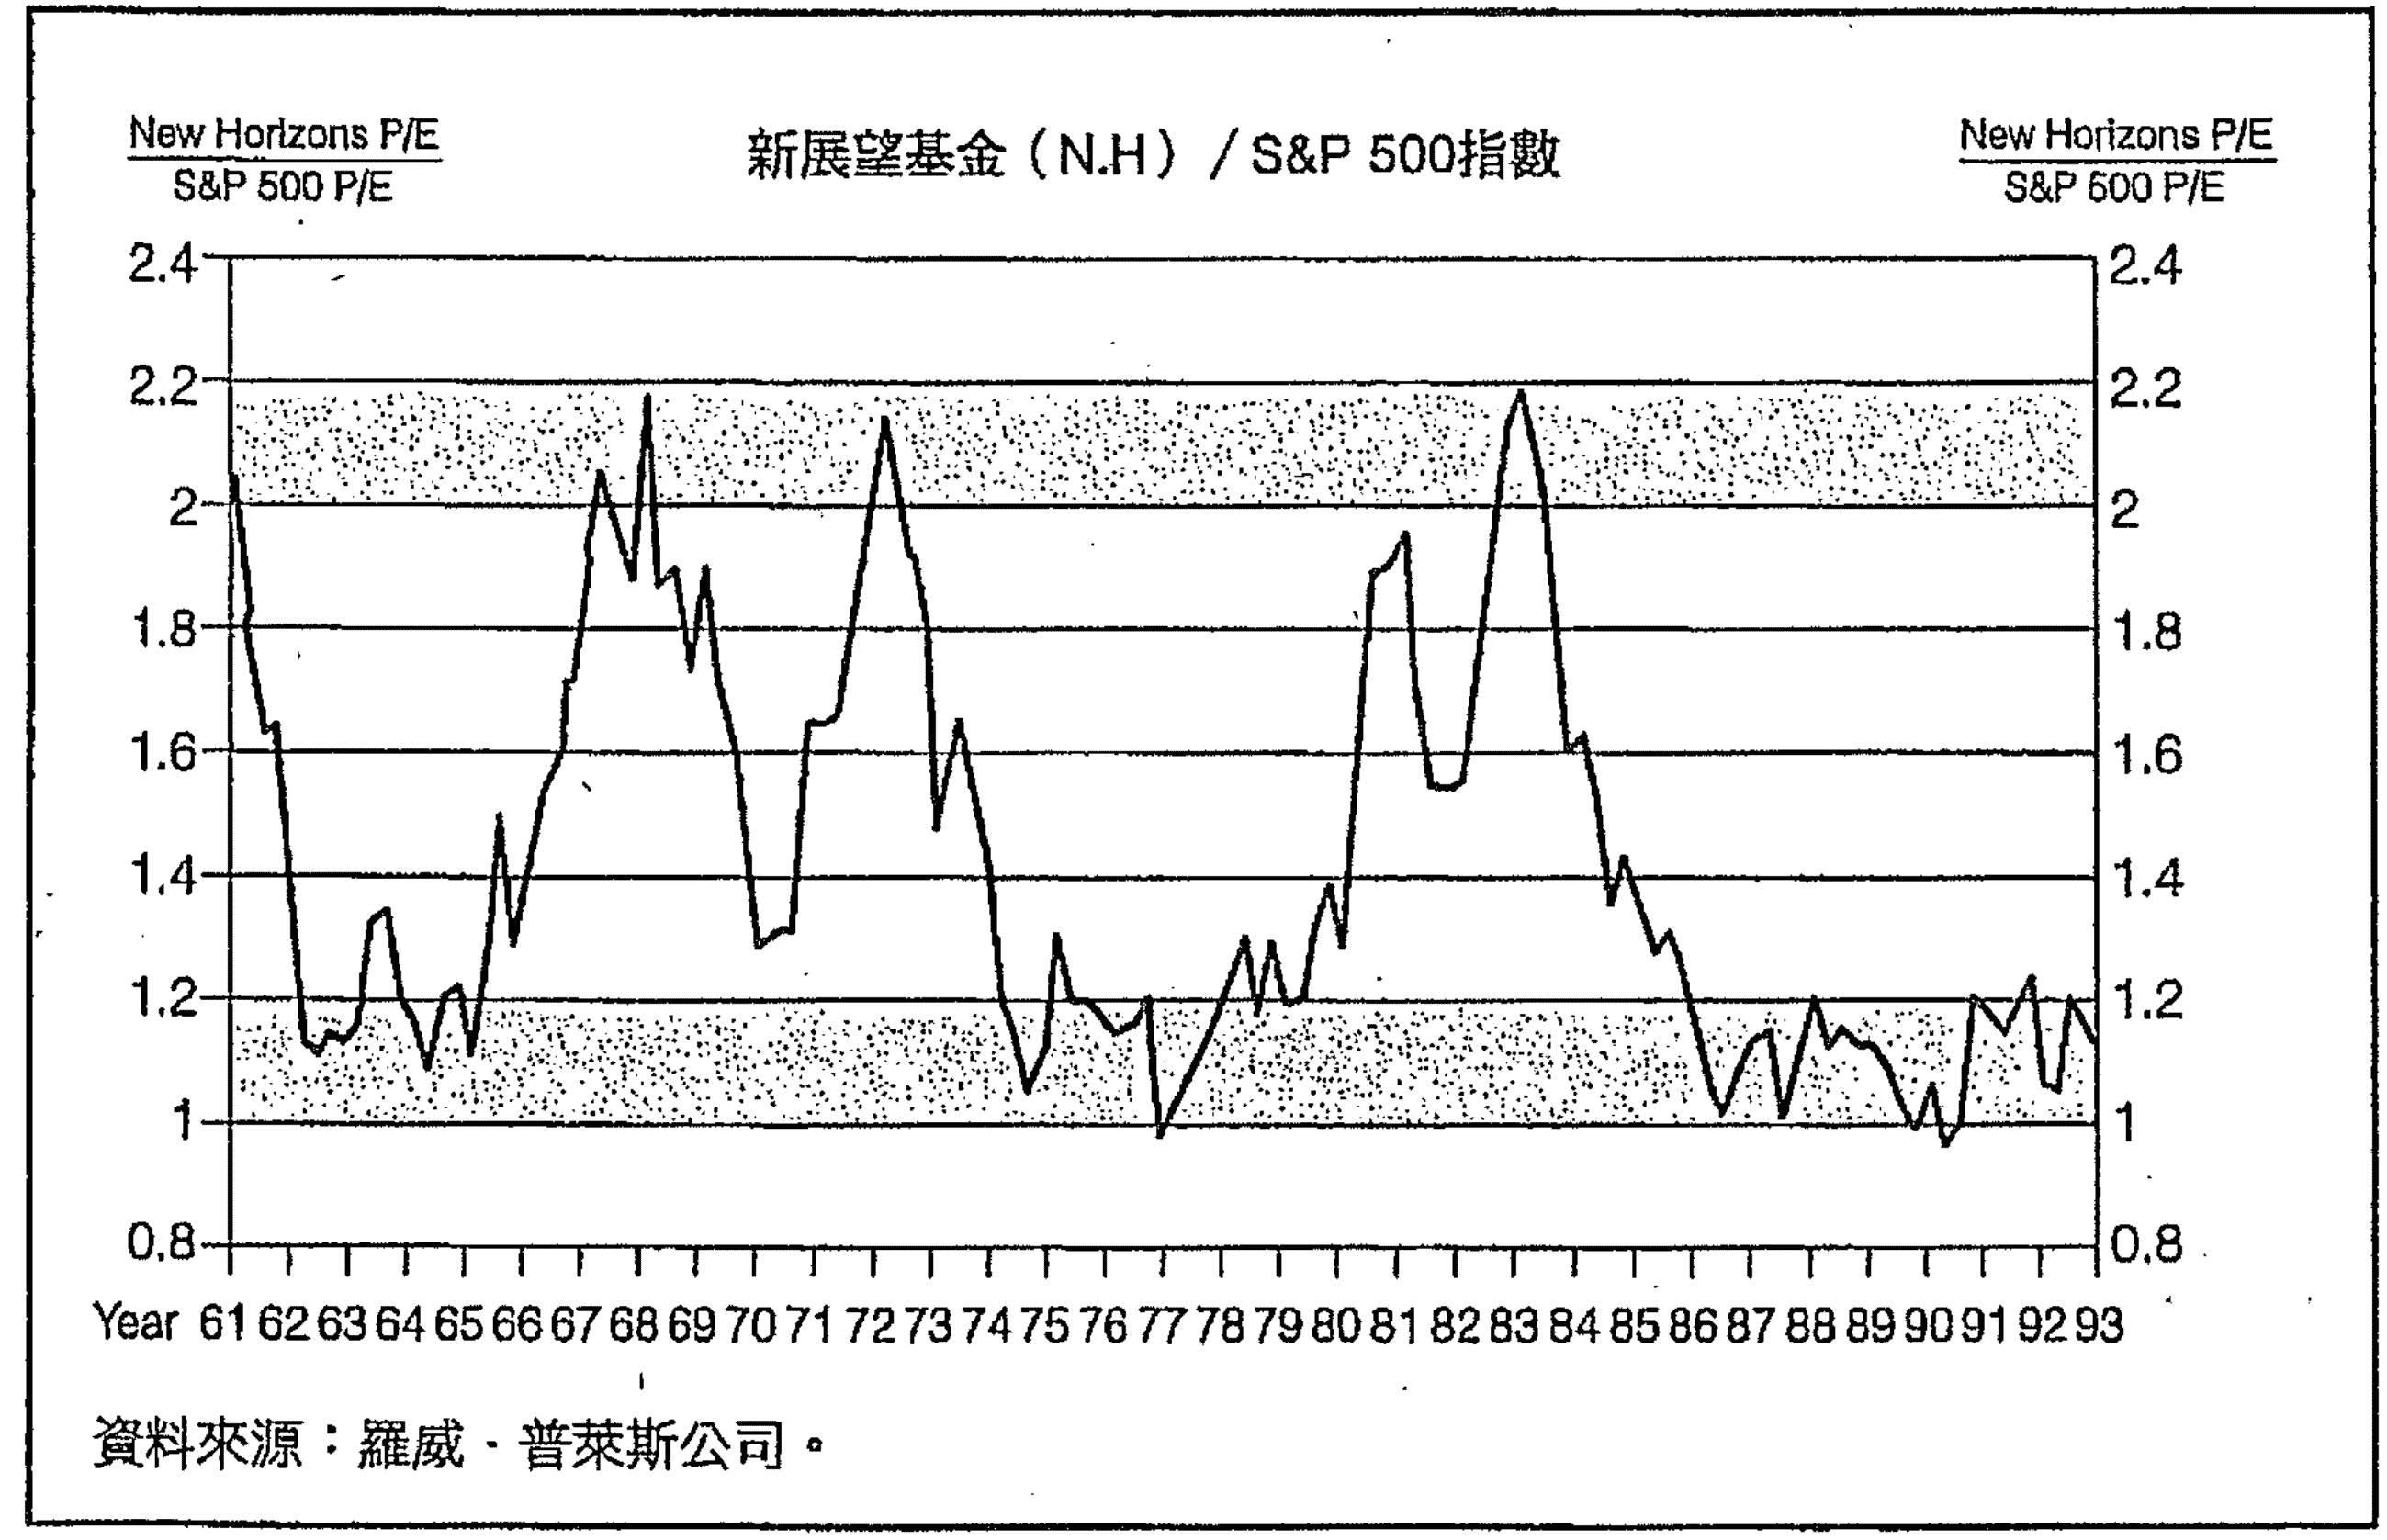 New Horizons P/E
S&P 500 P/E
新展望基金（N.H）/ S&P 500指數
New Horizons P/E
S&P 500 P/E
2.4 2.4
2.2 2.2
2 2
1.8 1.8
1.6 1.6
1.4 1.4
1.2 1.2
1 1
0.8 0.8
Year 61 62 63 64 65 66 67 68 69 70 71 72 73 74 75 76 77 78 79 80 81 82 83 84 85 86 87 88 89 90 91 92 93
資料來源：羅威．普萊斯公司。